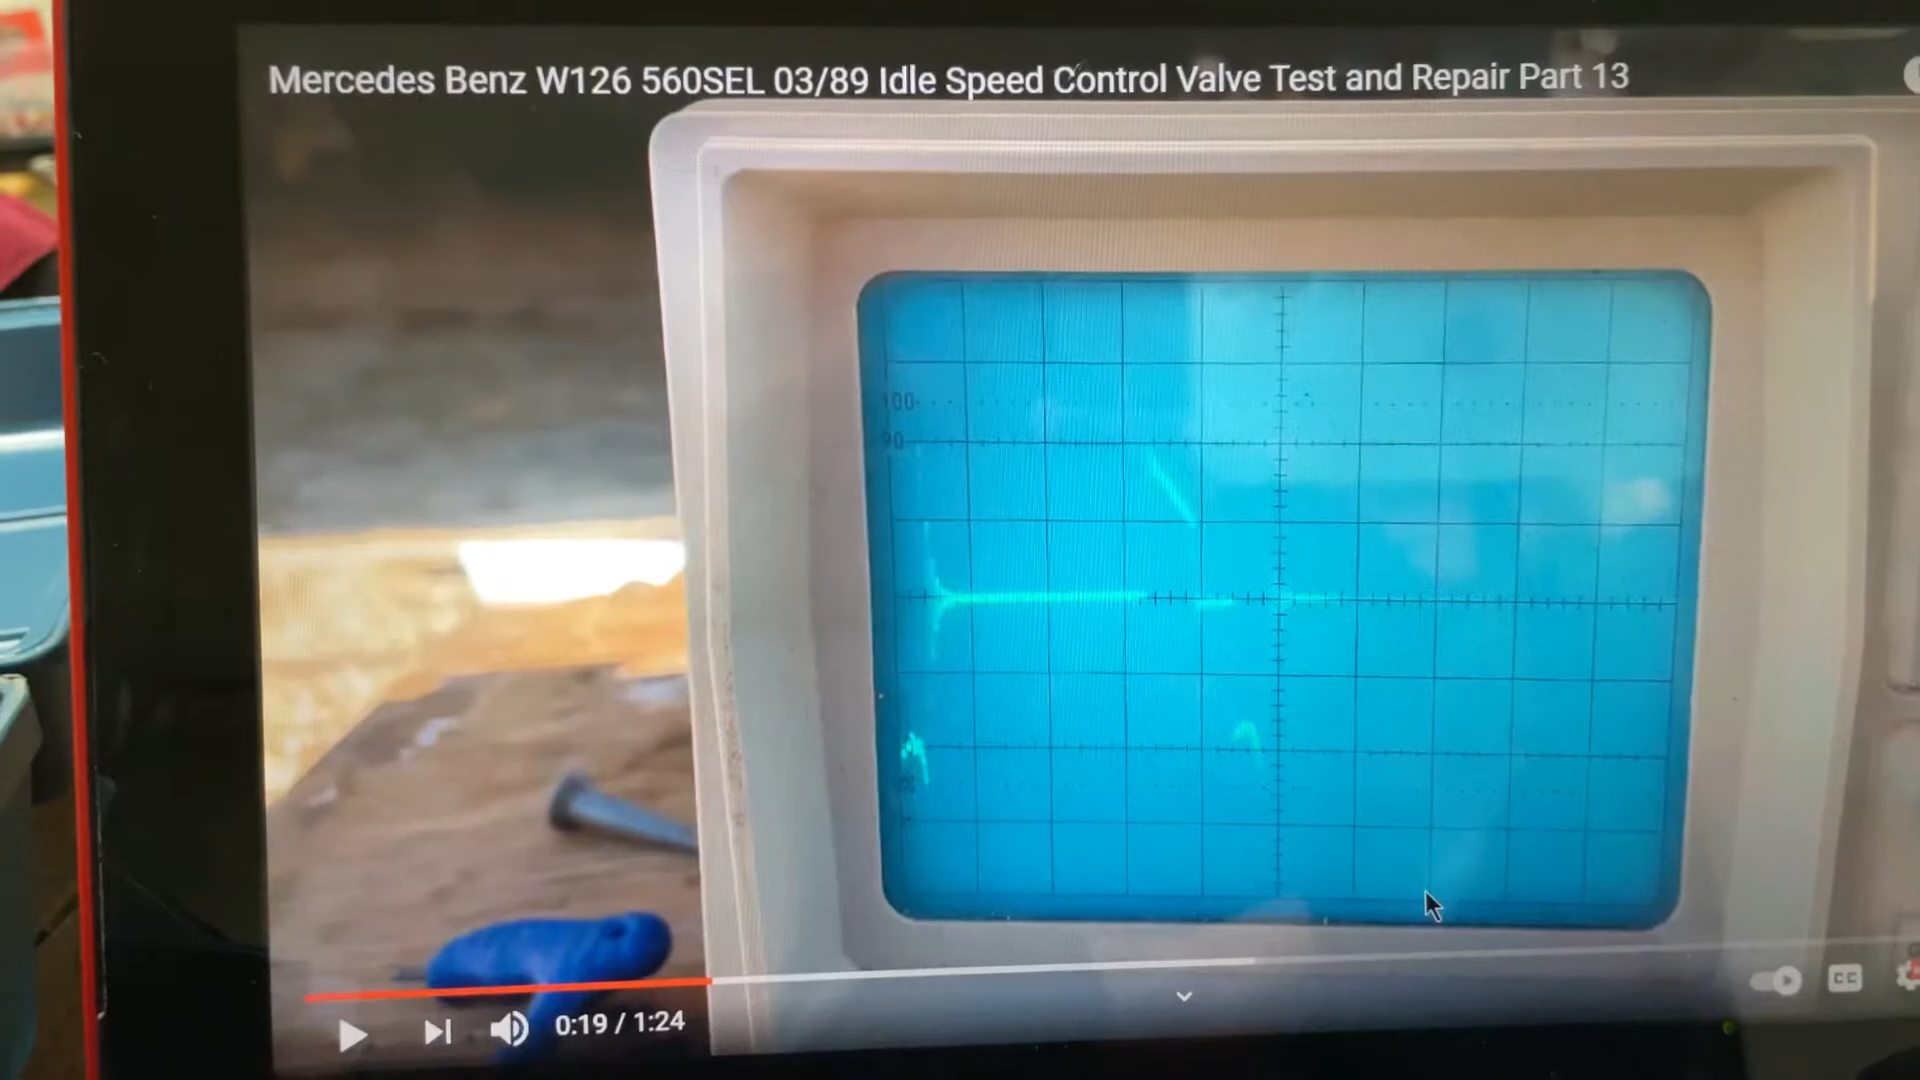 Mercedes Benz W126 560SEL 03/89 Idle Speed Control Valve Test and Repair Part 13
100
90
0:19 / 1:24
CC